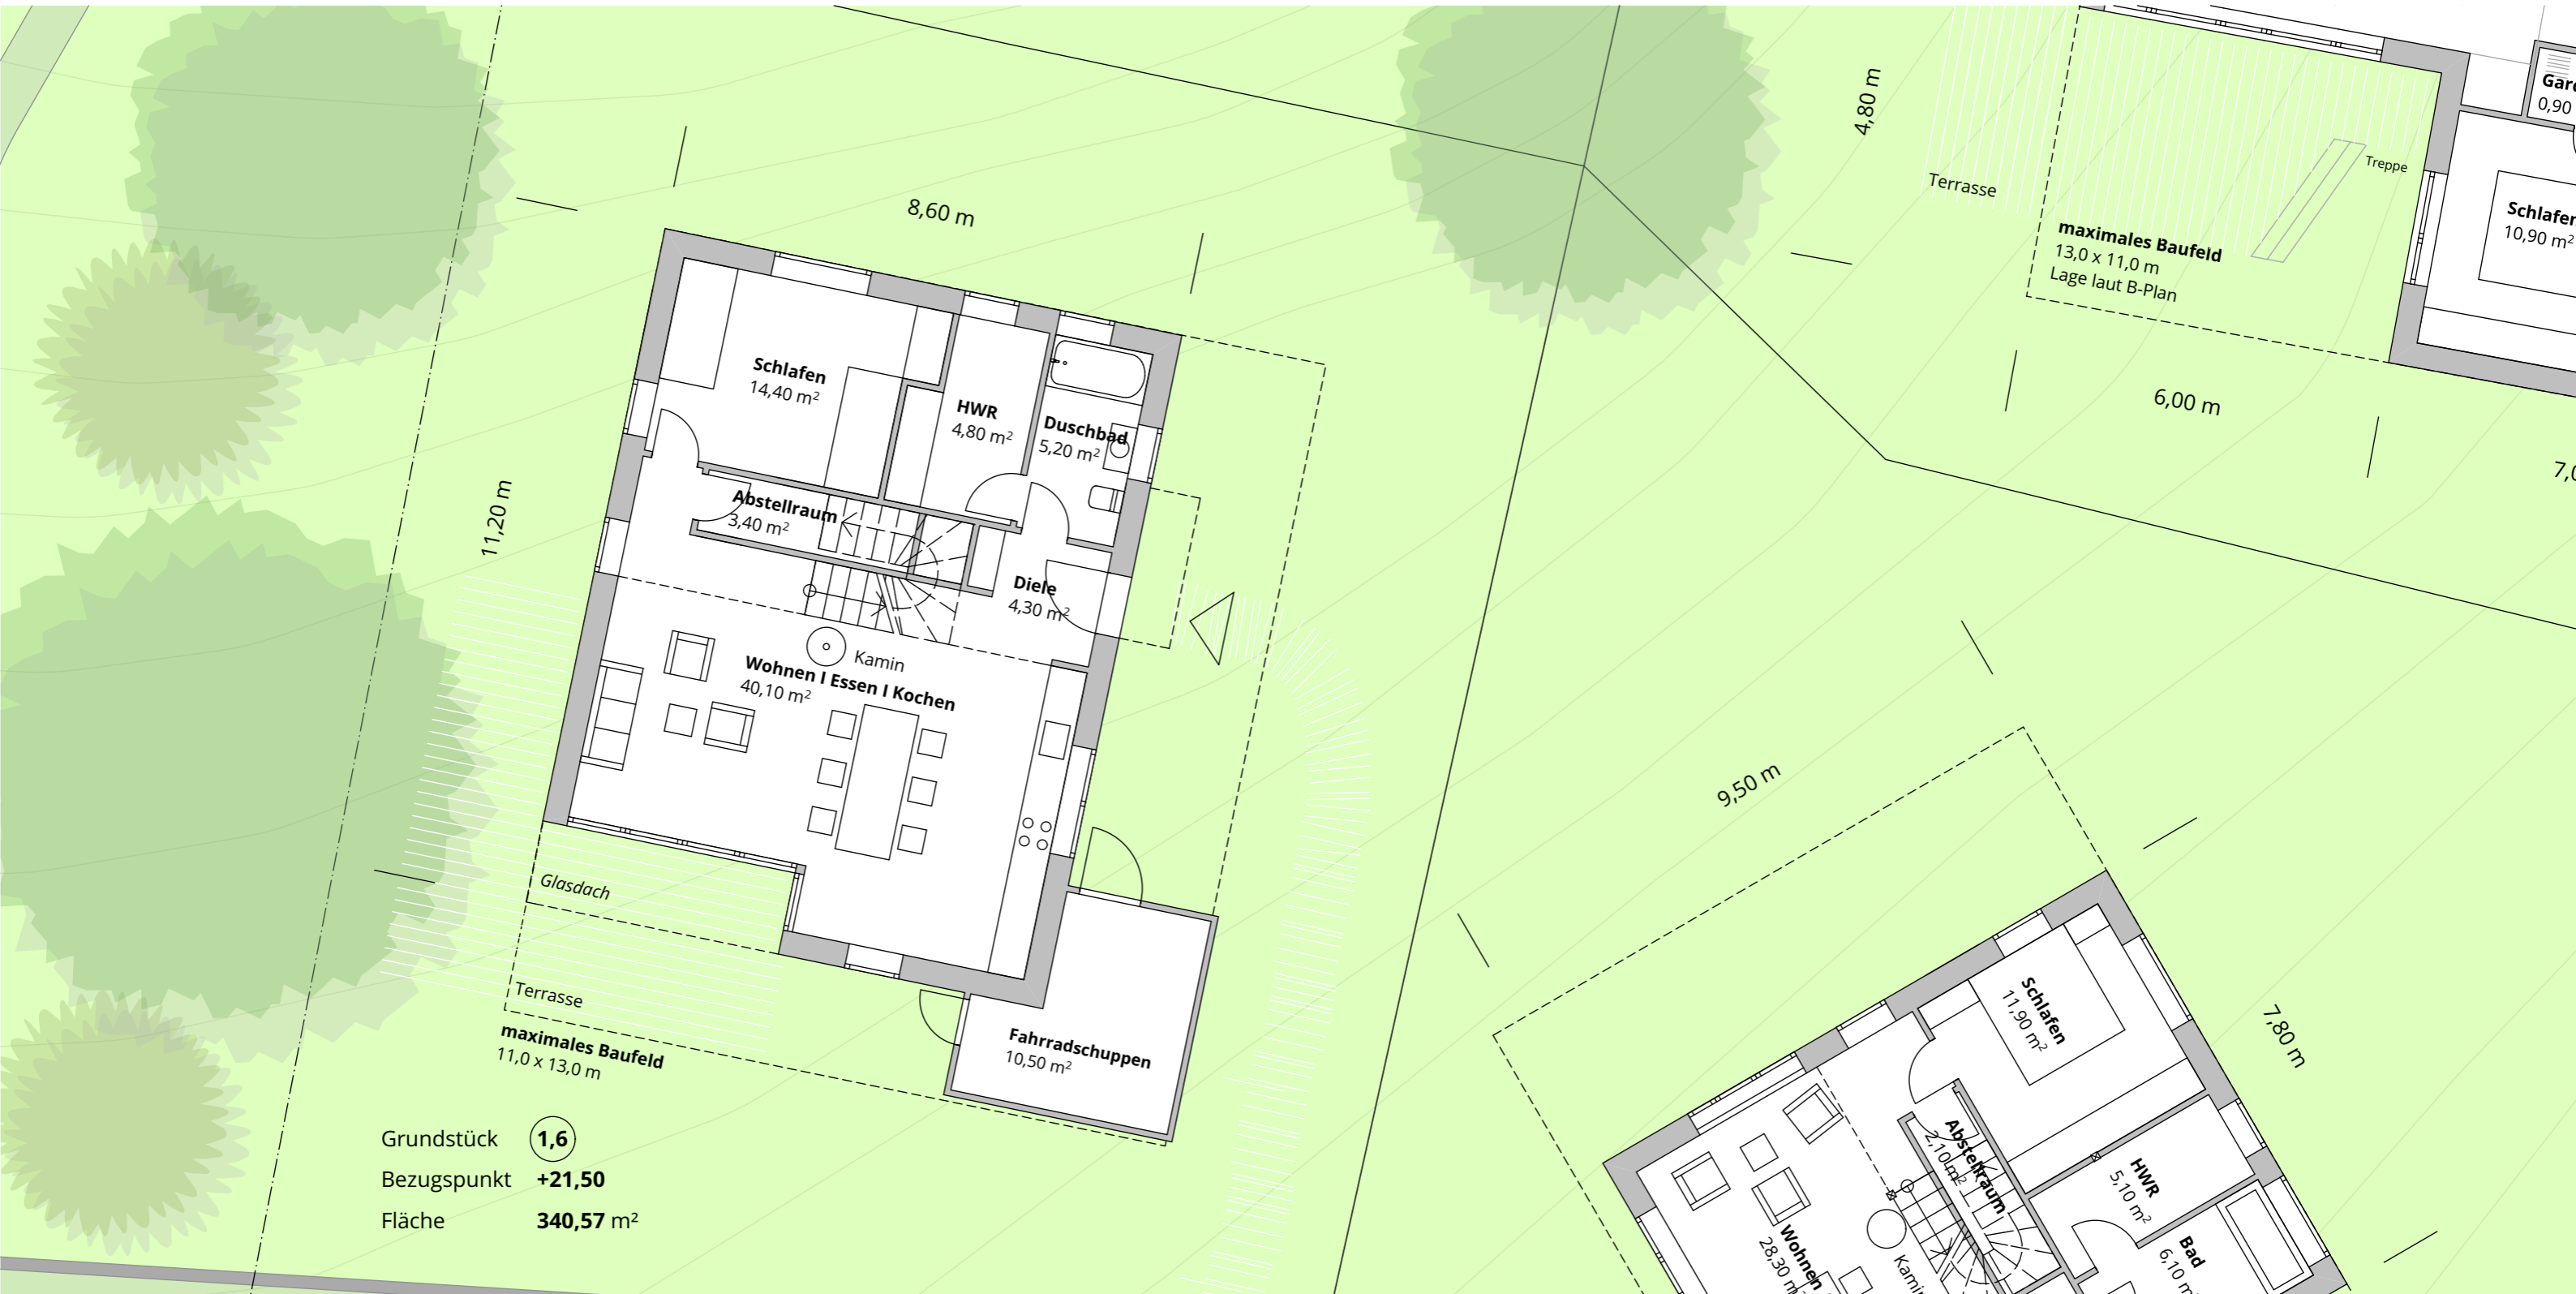 8,60 m
11,20 m
Schlafen
14,40 m²
HWR
4,80 m²
Duschbad
5,20 m²
Abstellraum
3,40 m²
Diele
4,30 m²
Kamin
Wohnen I Essen I Kochen
40,10 m²
Glasdach
Terrasse
maximales Baufeld
11,0 x 13,0 m
Fahrradschuppen
10,50 m²
Grundstück 1,6
Bezugspunkt +21,50
Fläche 340,57 m²
4,80 m
Terrasse
Treppe
maximales Baufeld
13,0 x 11,0 m
Lage laut B-Plan
6,00 m
0,90
Schlafen
10,90 m²
9,50 m
7,80 m
Schlafen
11,90 m²
Abstellraum
2,10 m²
HWR
5,10 m²
Bad
6,10 m²
Wohnen
28,30 m
Kamin